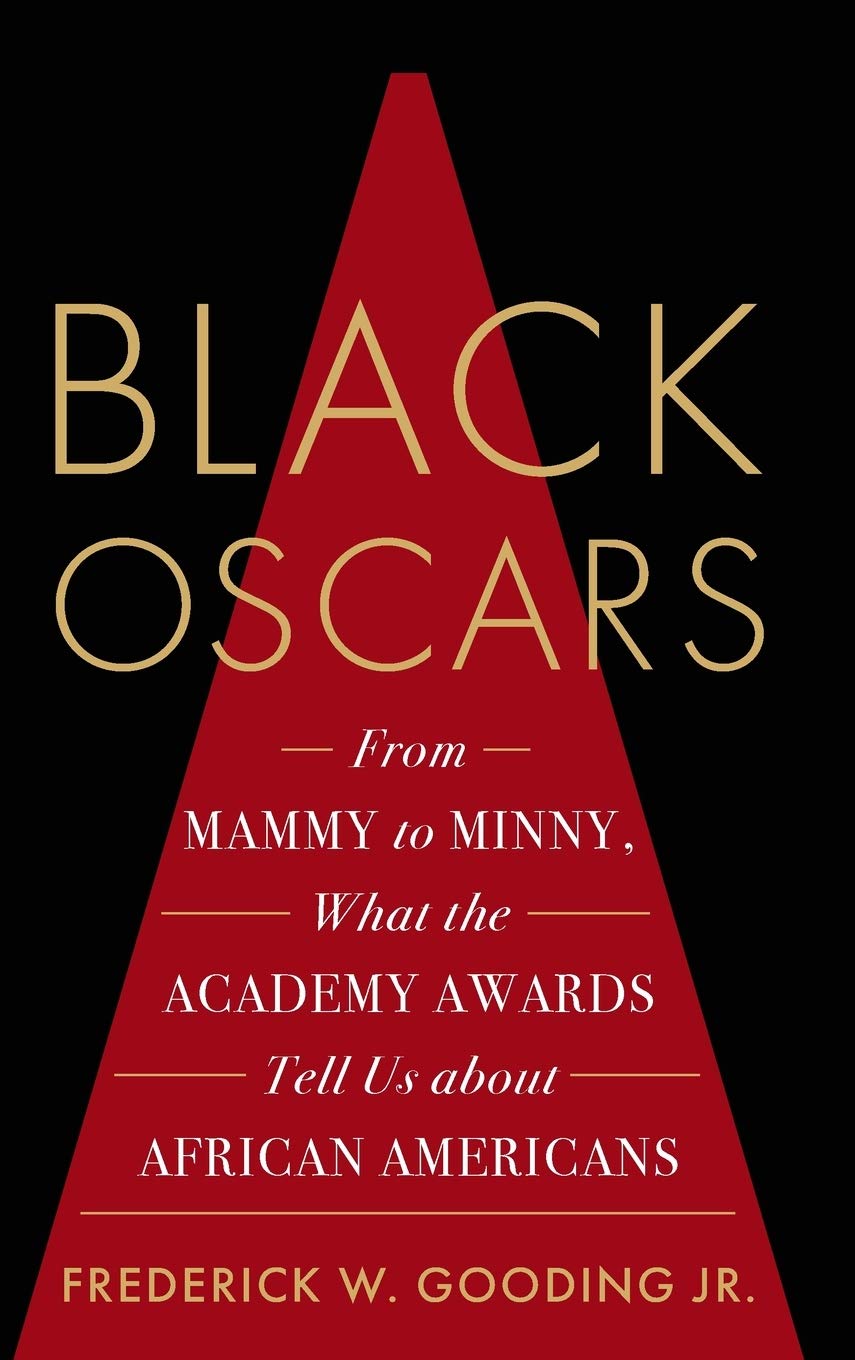 BLACK
OSCARS
From
MAMMY to MINNY,
What the
ACADEMY AWARDS
Tell Us about
AFRICAN AMERICANS
FREDERICK W. GOODING JR.